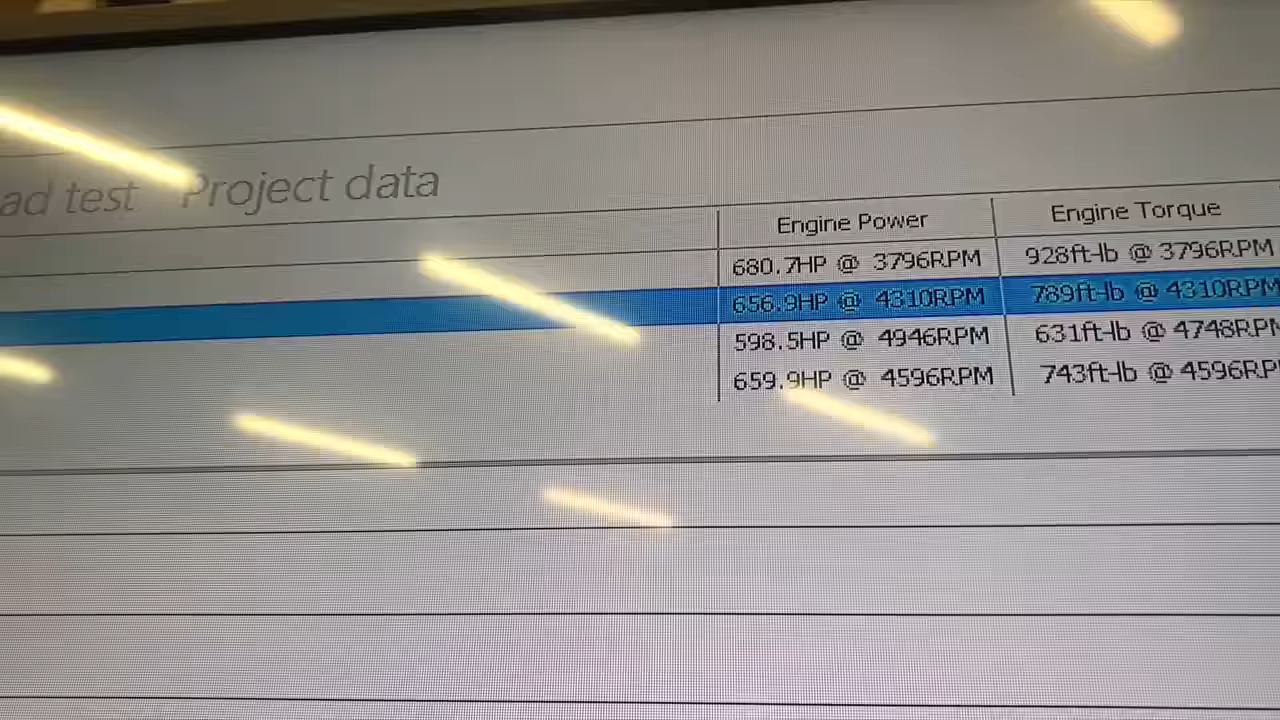 ad test Project data
Engine Power Engine Torque
680.7HP @ 3796RPM 928ft-lb @ 3796RPM
656.9HP @ 4310RPM 789ft-lb @ 4310RPM
598.5HP @ 4946RPM 631ft-lb @ 4748RPM
659.9HP @ 4596RPM 743ft-lb @ 4596RP